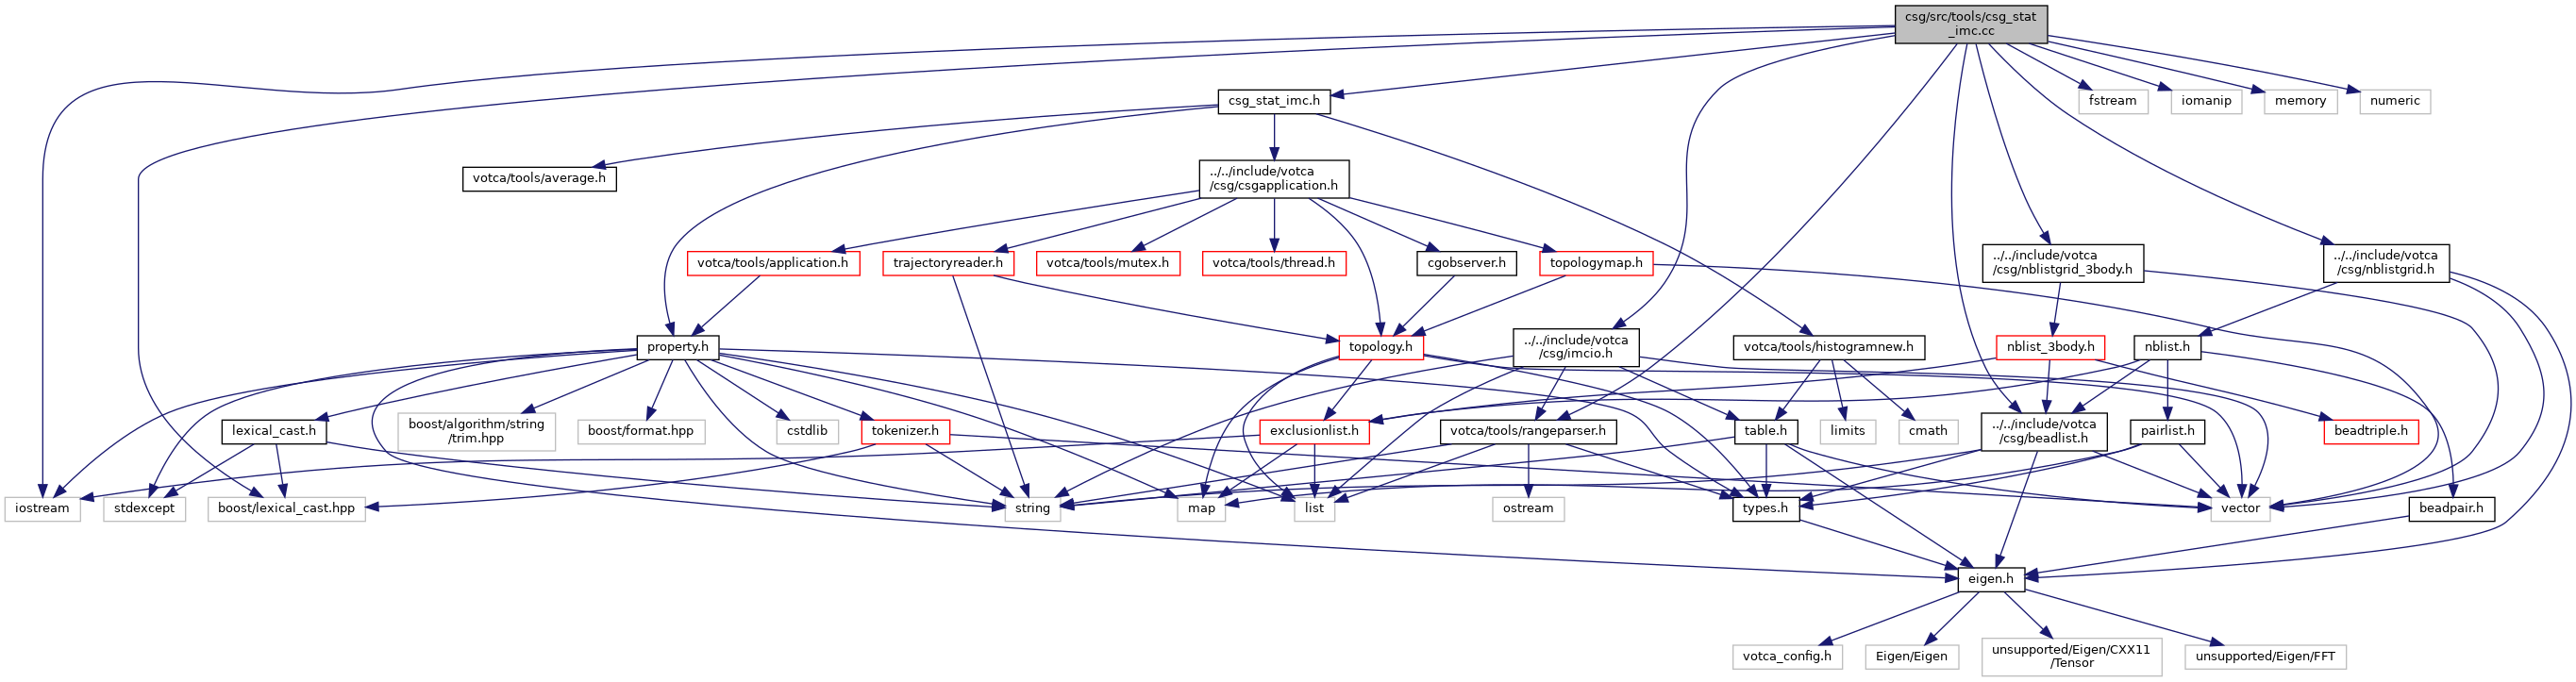 csg/src/tools/csg_stat
_imc.cc
csg_stat_imc.h
fstream
iomanip
memory
numeric
votca/tools/average.h
../../include/votca
/csg/csgapplication.h
votca/tools/application.h
trajectoryreader.h
votca/tools/mutex.h
votca/tools/thread.h
cgobserver.h
topologymap.h
../../include/votca
/csg/nblistgrid_3body.h
../../include/votca
/csg/nblistgrid.h
property.h
topology.h
../../include/votca
/csg/imcio.h
votca/tools/histogramnew.h
nblist_3body.h
nblist.h
lexical_cast.h
boost/algorithm/string
/trim.hpp
boost/format.hpp
cstdlib
tokenizer.h
exclusionlist.h
votca/tools/rangeparser.h
table.h
limits
cmath
../../include/votca
/csg/beadlist.h
pairlist.h
beadtriple.h
iostream
stdexcept
boost/lexical_cast.hpp
string
map
list
ostream
types.h
vector
beadpair.h
eigen.h
votca_config.h
Eigen/Eigen
unsupported/Eigen/CXX11
/Tensor
unsupported/Eigen/FFT